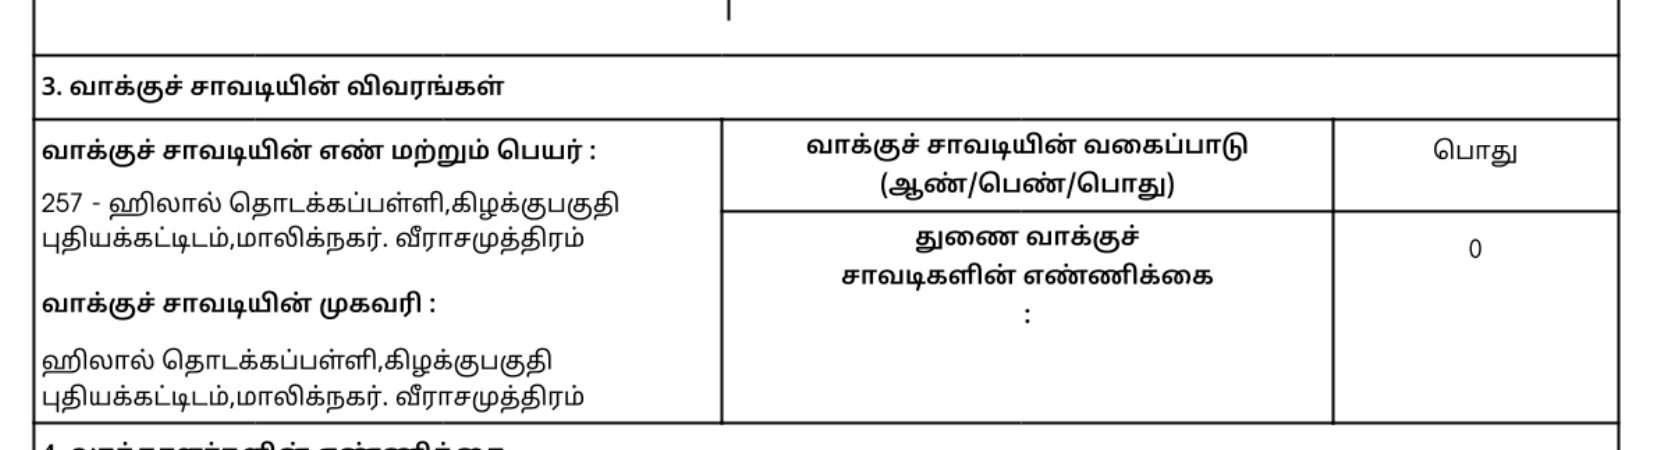 3. வாக்குச் சாவடியின் விவரங்கள்
வாக்குச் சாவடியின் எண் மற்றும் பெயர் :
257 - ஹிலால் தொடக்கப்பள்ளி,கிழக்குபகுதி
புதியக்கட்டிடம்,மாலிக்நகர். வீராசமுத்திரம்
வாக்குச் சாவடியின் முகவரி :
ஹிலால் தொடக்கப்பள்ளி,கிழக்குபகுதி
புதியக்கட்டிடம்,மாலிக்நகர். வீராசமுத்திரம்
வாக்குச் சாவடியின் வகைப்பாடு
(ஆண்/பெண்/பொது)
பொது
துணை வாக்குச்
சாவடிகளின் எண்ணிக்கை
:
0